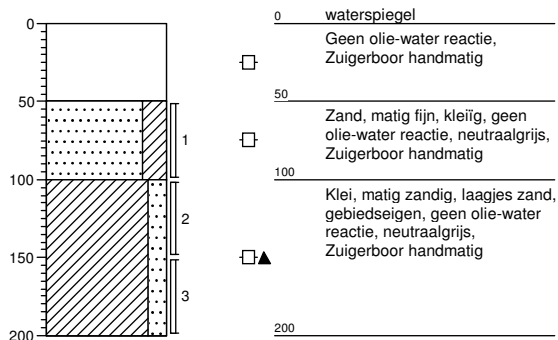 0
50
100
150
200
1
2
3
0 waterspiegel
Geen olie-water reactie,
Zuigerboor handmatig
50
Zand, matig fijn, kleiïg, geen
olie-water reactie, neutraalgrijs,
Zuigerboor handmatig
100
Klei, matig zandig, laagjes zand,
gebiedseigen, geen olie-water
reactie, neutraalgrijs,
Zuigerboor handmatig
200